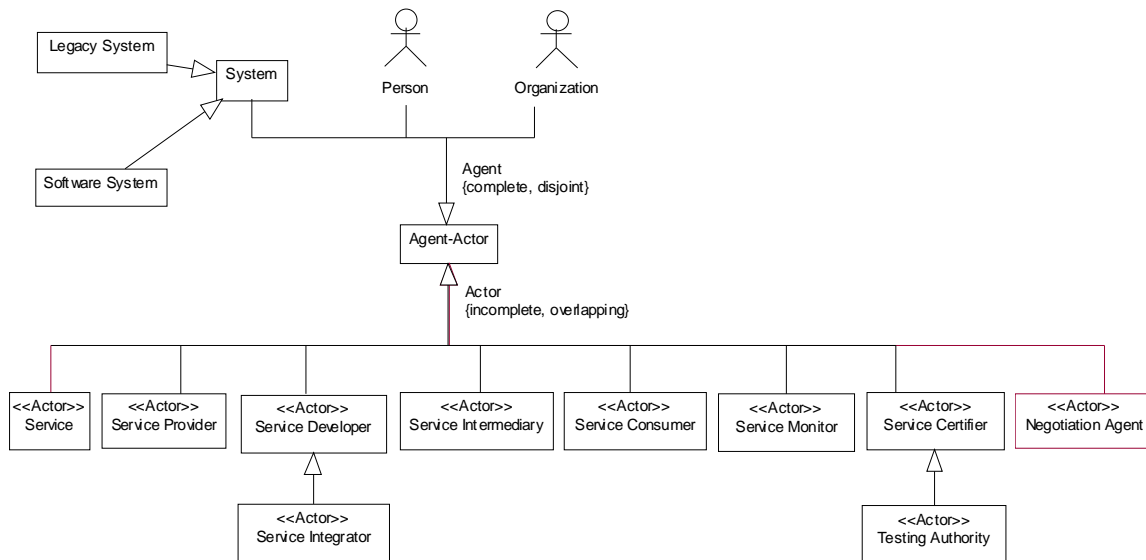 Legacy System
System
Person
Organization
Software System
Agent
{complete, disjoint}
Agent-Actor
Actor
{incomplete, overlapping}
<<Actor>>
Service
<<Actor>>
Service Provider
<<Actor>>
Service Developer
<<Actor>>
Service Intermediary
<<Actor>>
Service Consumer
<<Actor>>
Service Monitor
<<Actor>>
Service Certifier
<<Actor>>
Negotiation Agent
<<Actor>>
Service Integrator
<<Actor>>
Testing Authority